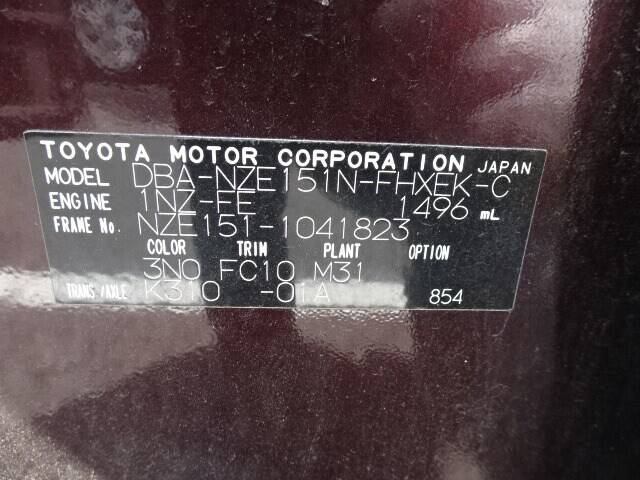 TOYOTA MOTOR CORPORATION JAPAN
MODEL DBA-NZE151N-FHXEK-C
ENGINE 1NZ-FE 1496 mL
FRAME No. NZE151-1041823
COLOR TRIM PLANT OPTION
3N0 FC10 M31
TRANS./AXLE K310 -01A 854